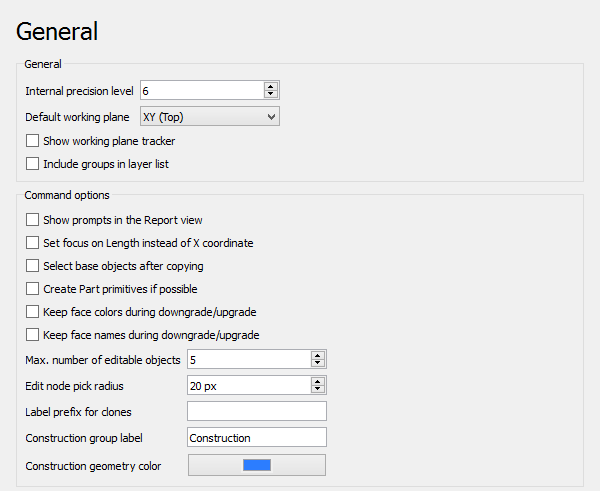 General
General
Internal precision level 6
Default working plane XY (Top)
Show working plane tracker
Include groups in layer list
Command options
Show prompts in the Report view
Set focus on Length instead of X coordinate
Select base objects after copying
Create Part primitives if possible
Keep face colors during downgrade/upgrade
Keep face names during downgrade/upgrade
Max. number of editable objects 5
Edit node pick radius 20 px
Label prefix for clones
Construction group label Construction
Construction geometry color